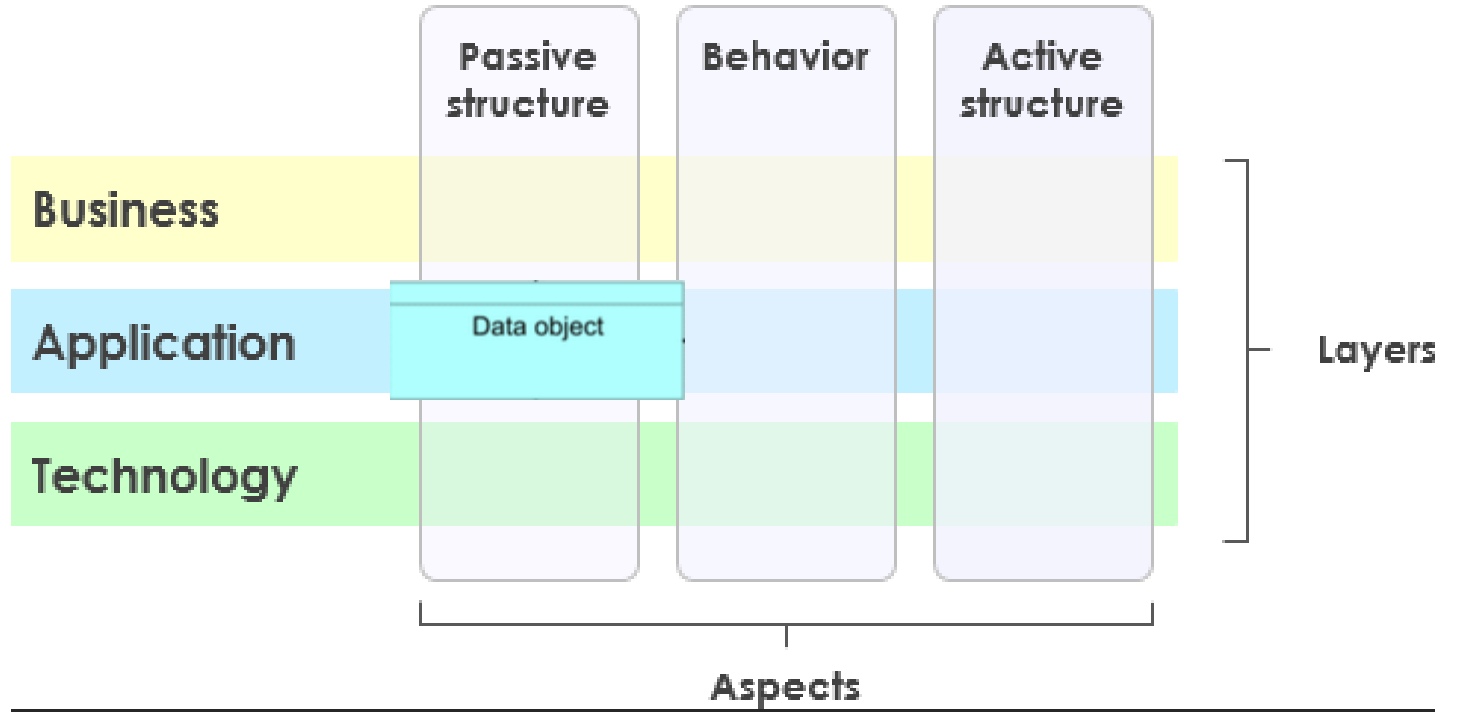 Passive
structure
Behavior
Active
structure
Business
Data object
Application
Layers
Technology
Aspects